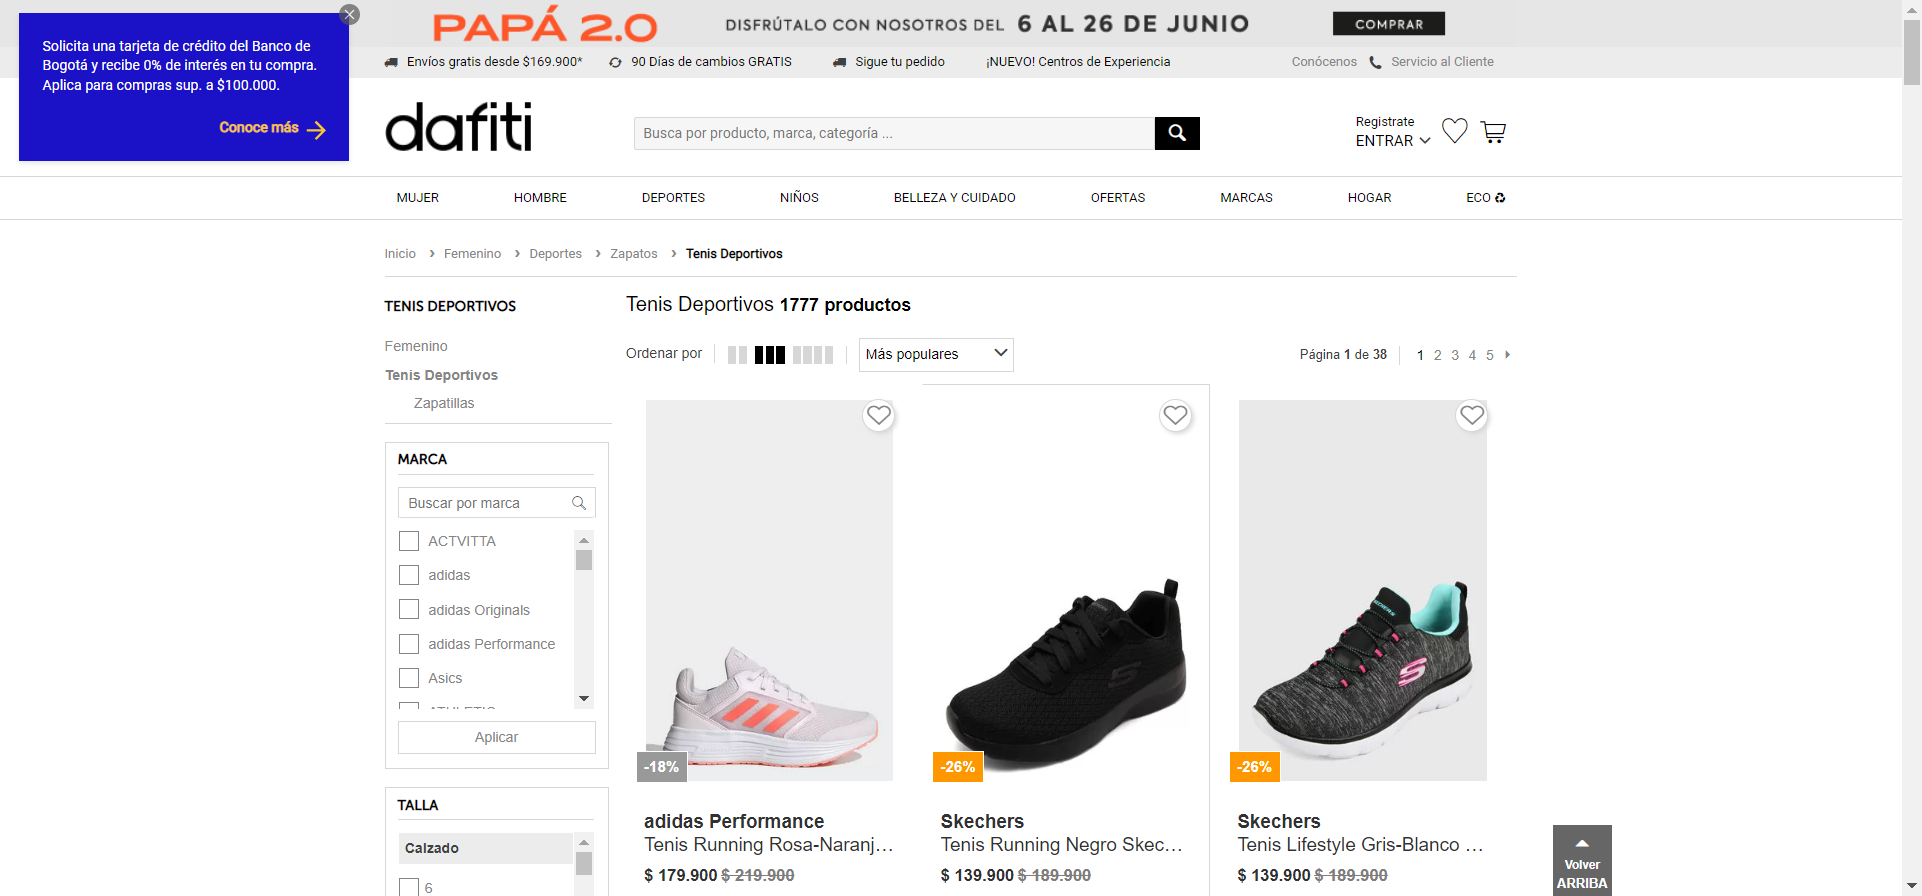 PAPÁ 2.0
DISFRÚTALO CON NOSOTROS DEL 6 AL 26 DE JUNIO
COMPRAR
Solicita una tarjeta de crédito del Banco de
Bogotá y recibe 0% de interés en tu compra.
Aplica para compras sup. a $100.000.
Conoce más
Envíos gratis desde $169.900*
90 Días de cambios GRATIS
Sigue tu pedido
¡NUEVO! Centros de Experiencia
Conócenos
Servicio al Cliente
dafiti
Busca por producto, marca, categoría ...
Registrate
ENTRAR
MUJER
HOMBRE
DEPORTES
NIÑOS
BELLEZA Y CUIDADO
OFERTAS
MARCAS
HOGAR
ECO
Inicio › Femenino › Deportes › Zapatos › Tenis Deportivos
TENIS DEPORTIVOS
Femenino
Tenis Deportivos
Zapatillas
MARCA
Buscar por marca
ACTVITTA
adidas
adidas Originals
adidas Performance
Asics
Aplicar
TALLA
Calzado
6
Tenis Deportivos 1777 productos
Ordenar por
Más populares
Página 1 de 38
1 2 3 4 5
-18%
adidas Performance
Tenis Running Rosa-Naranj...
$ 179.900 $ 219.900
-26%
Skechers
Tenis Running Negro Skec...
$ 139.900 $ 189.900
-26%
Skechers
Tenis Lifestyle Gris-Blanco ...
$ 139.900 $ 189.900
Volver
ARRIBA